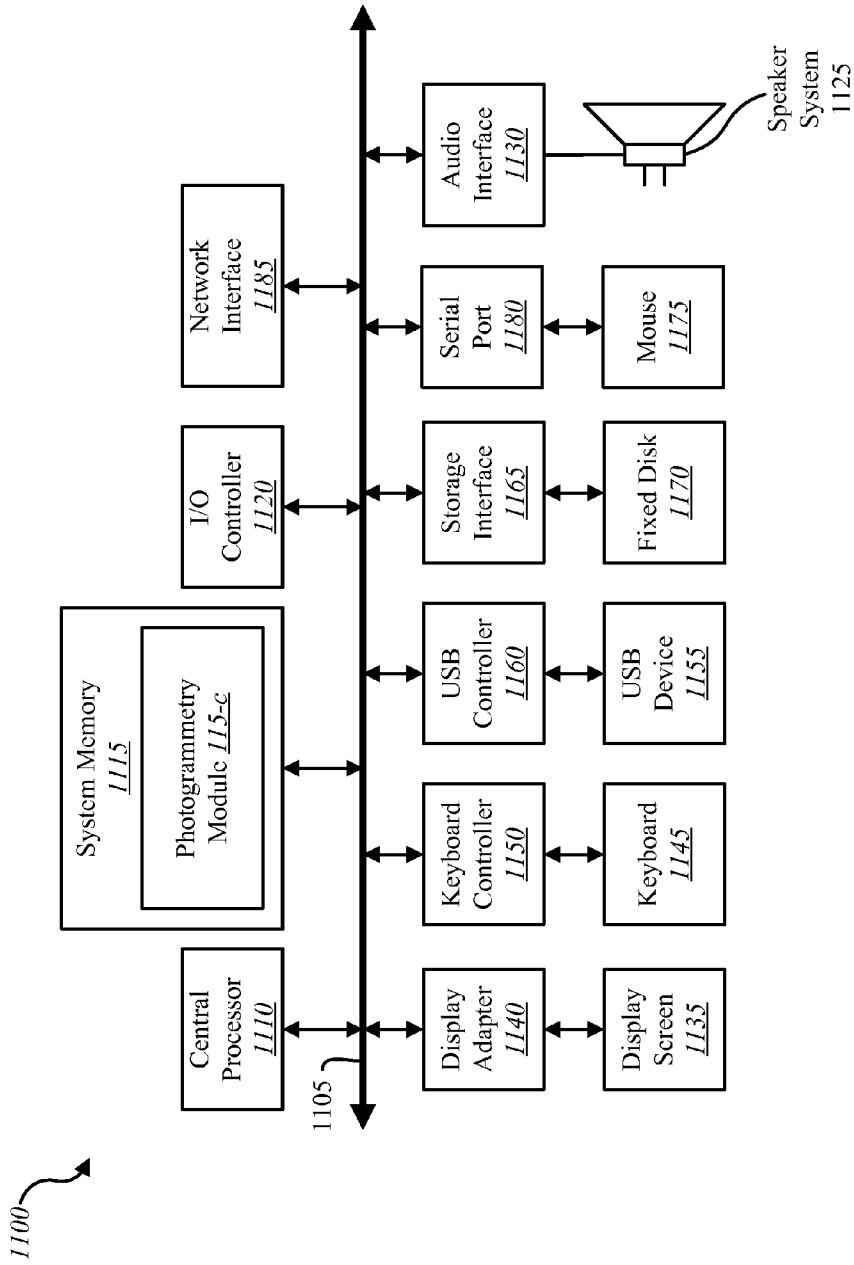 1100
Central
Processor
1110
System Memory
1115
Photogrammetry
Module 115-c
I/O
Controller
1120
Network
Interface
1185
1105
Display
Adapter
1140
Keyboard
Controller
1150
USB
Controller
1160
Storage
Interface
1165
Serial
Port
1180
Audio
Interface
1130
Display
Screen
1135
Keyboard
1145
USB
Device
1155
Fixed Disk
1170
Mouse
1175
Speaker
System
1125